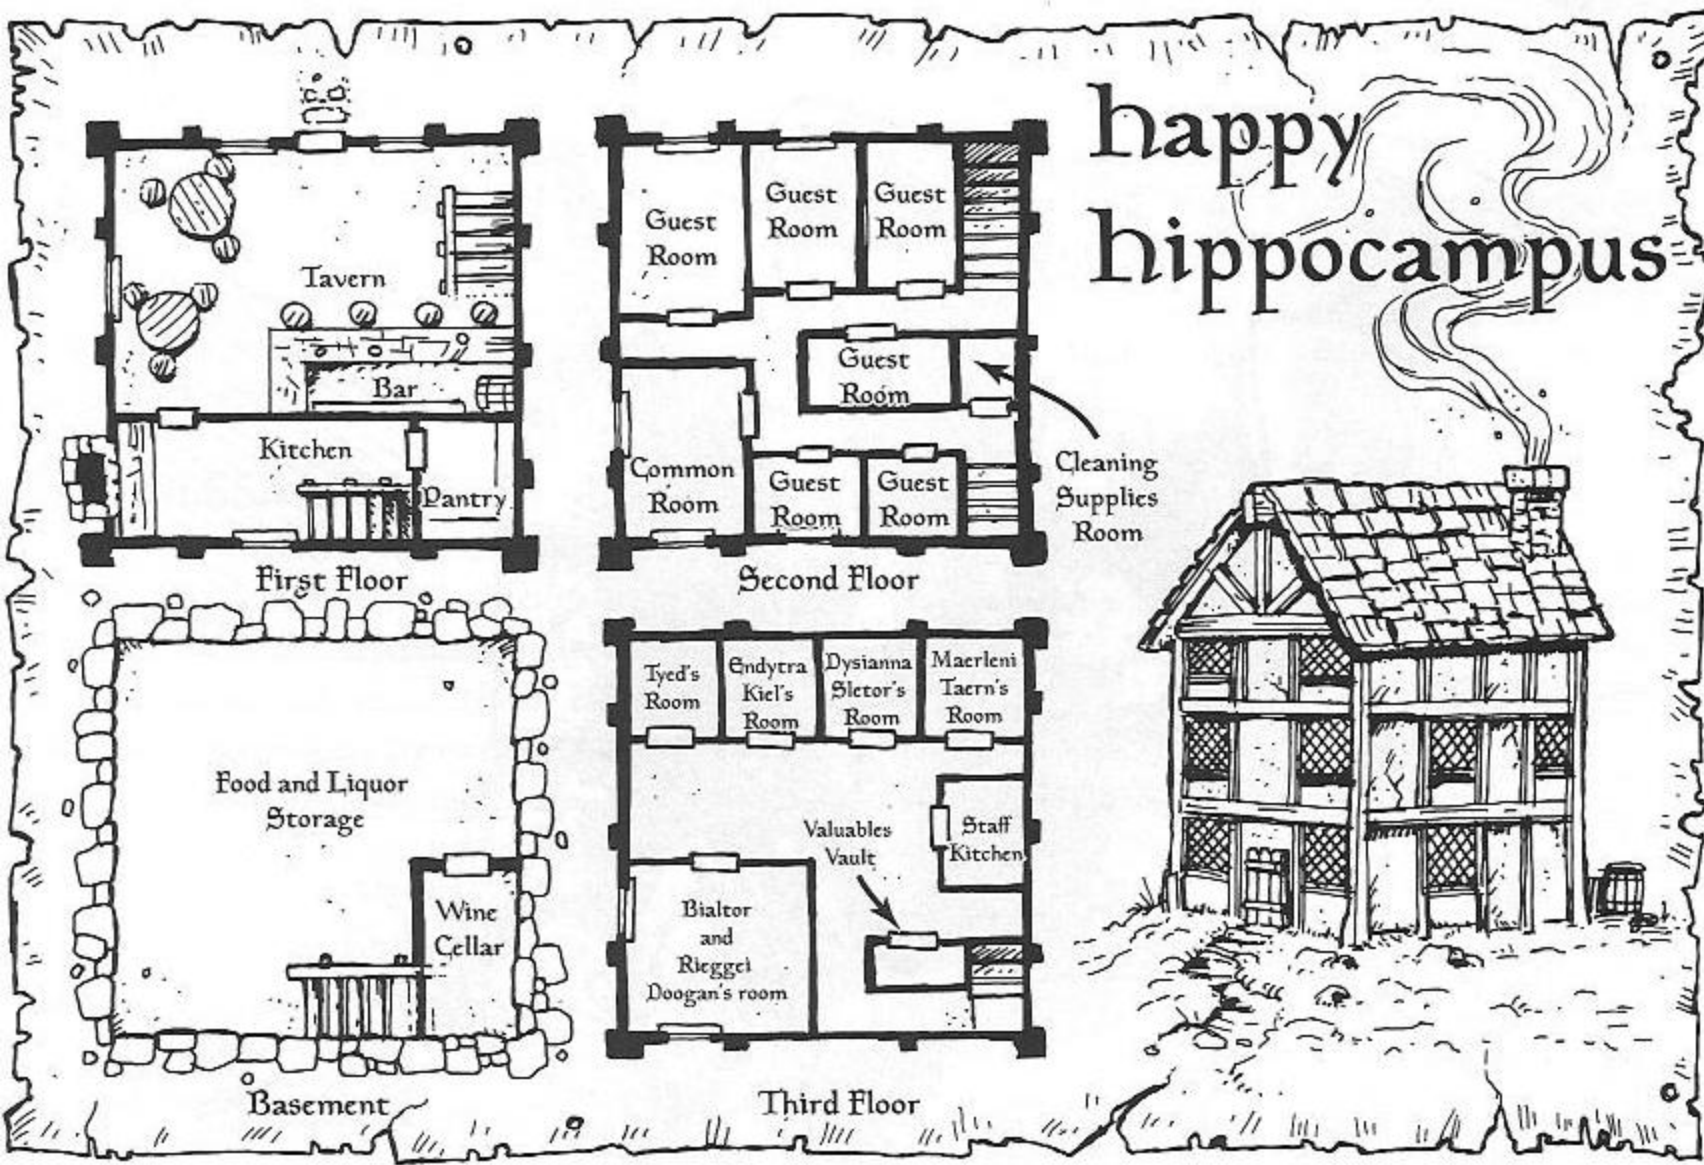 happy
hippocampus
Tavern
Bar
Kitchen
Pantry
First Floor
Guest
Room
Guest
Room
Guest
Room
Guest
Room
Common
Room
Guest
Room
Guest
Room
Cleaning
Supplies
Room
Second Floor
Food and Liquor
Storage
Wine
Cellar
Basement
Tyed's
Room
Endytra
Kiel's
Room
Dysianna
Sletor's
Room
Maerleni
Taern's
Room
Valuables
Vault
Staff
Kitchen
Bialtor
and
Rieggei
Doogan's room
Third Floor